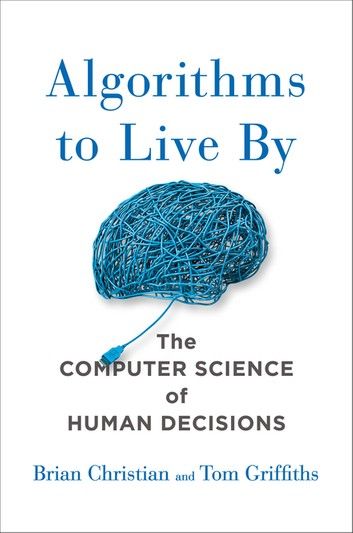 Algorithms
to Live By
The
COMPUTER SCIENCE
of
HUMAN DECISIONS
Brian Christian and Tom Griffiths